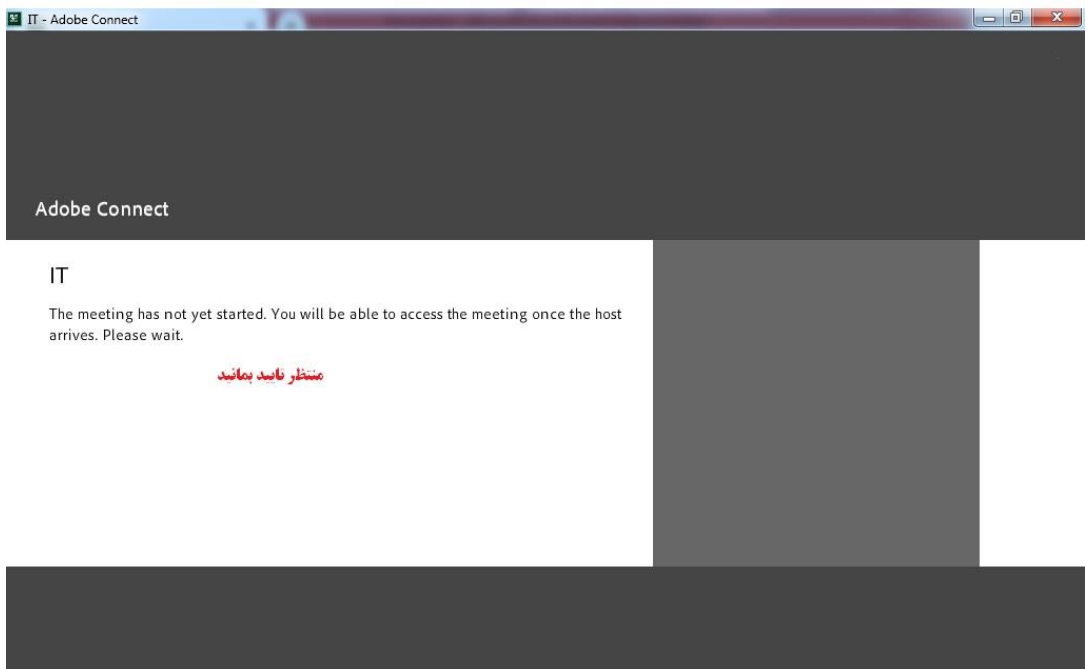 IT - Adobe Connect
Adobe Connect
IT
The meeting has not yet started. You will be able to access the meeting once the host
arrives. Please wait.
منتظر تایید بمانید